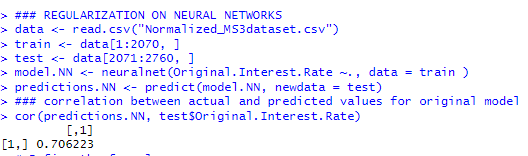 > ### REGULARIZATION ON NEURAL NETWORKS
> data <- read.csv("Normalized_MS3dataset.csv")
> train <- data[1:2070, ]
> test <- data[2071:2760, ]
> model.NN <- neuralnet(Original.Interest.Rate ~., data = train )
> predictions.NN <- predict(model.NN, newdata = test)
> ### correlation between actual and predicted values for original model
> cor(predictions.NN, test$Original.Interest.Rate)
[,1]
[1,] 0.706223